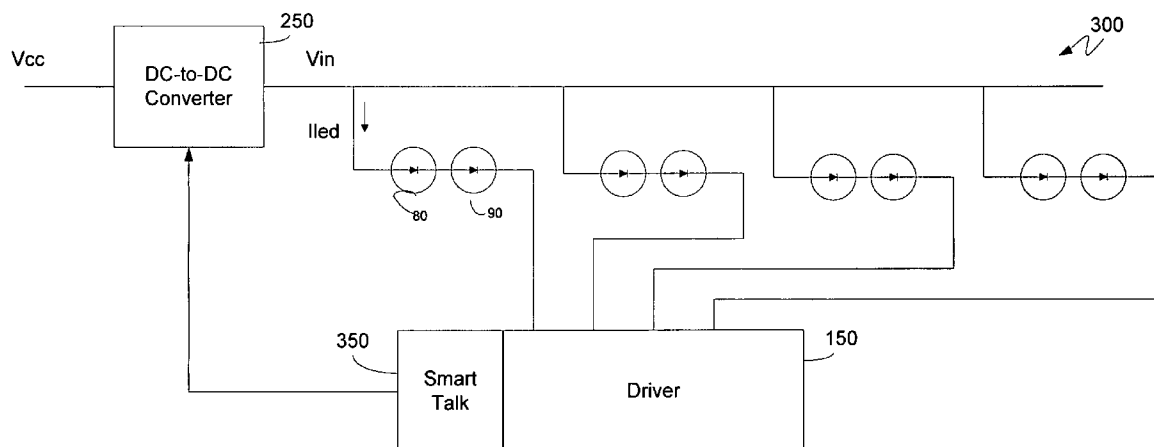 250
300
Vcc
DC-to-DC
Converter
Vin
Iled
80
90
350
Smart
Talk
Driver
150